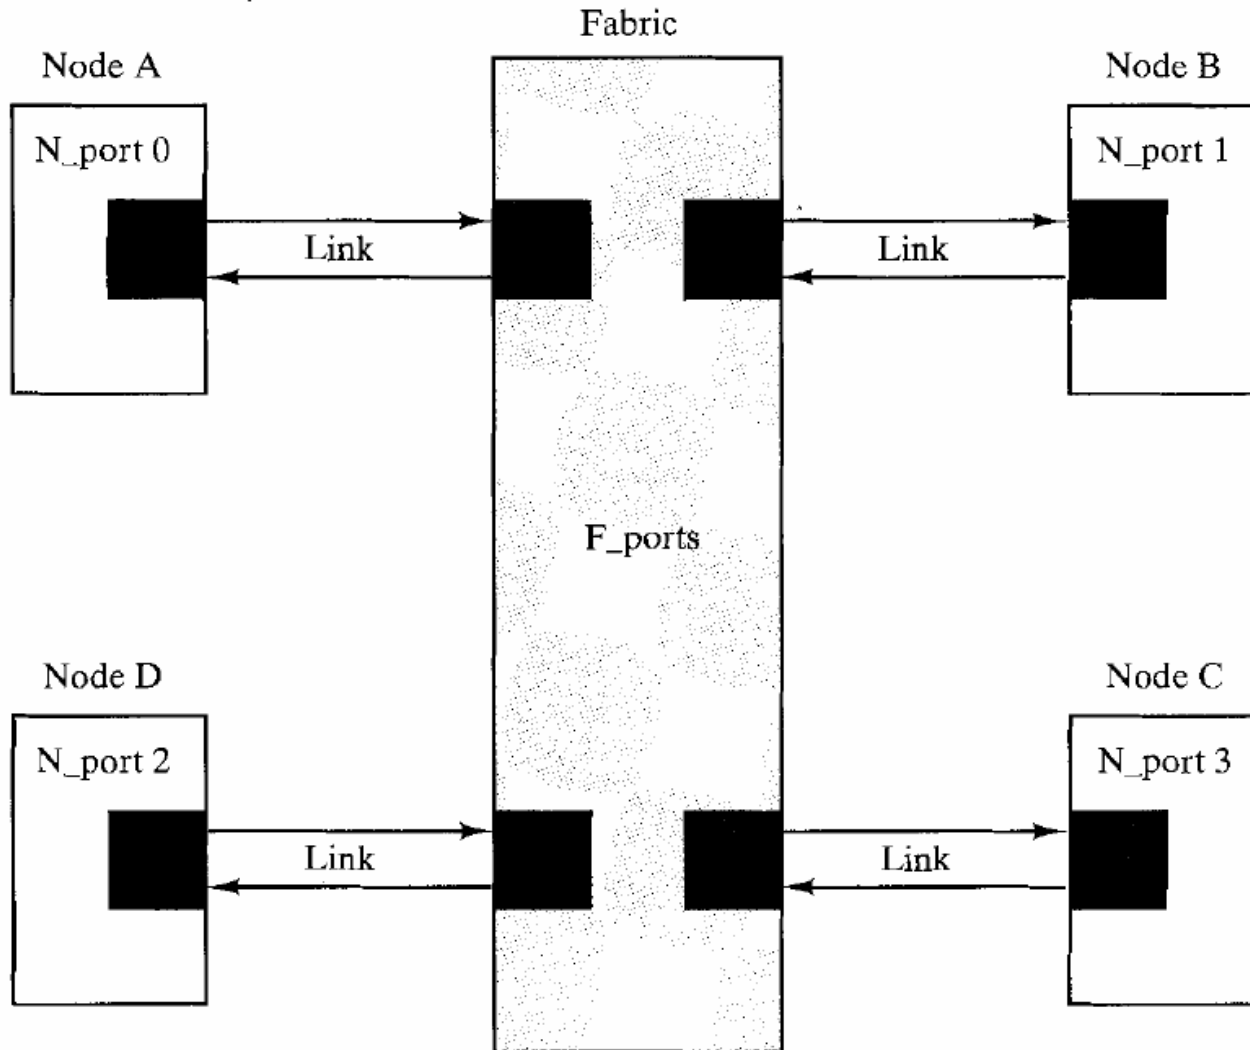 Fabric
Node A
Node B
N_port 0
N_port 1
Link
Link
F_ports
Node D
Node C
N_port 2
N_port 3
Link
Link